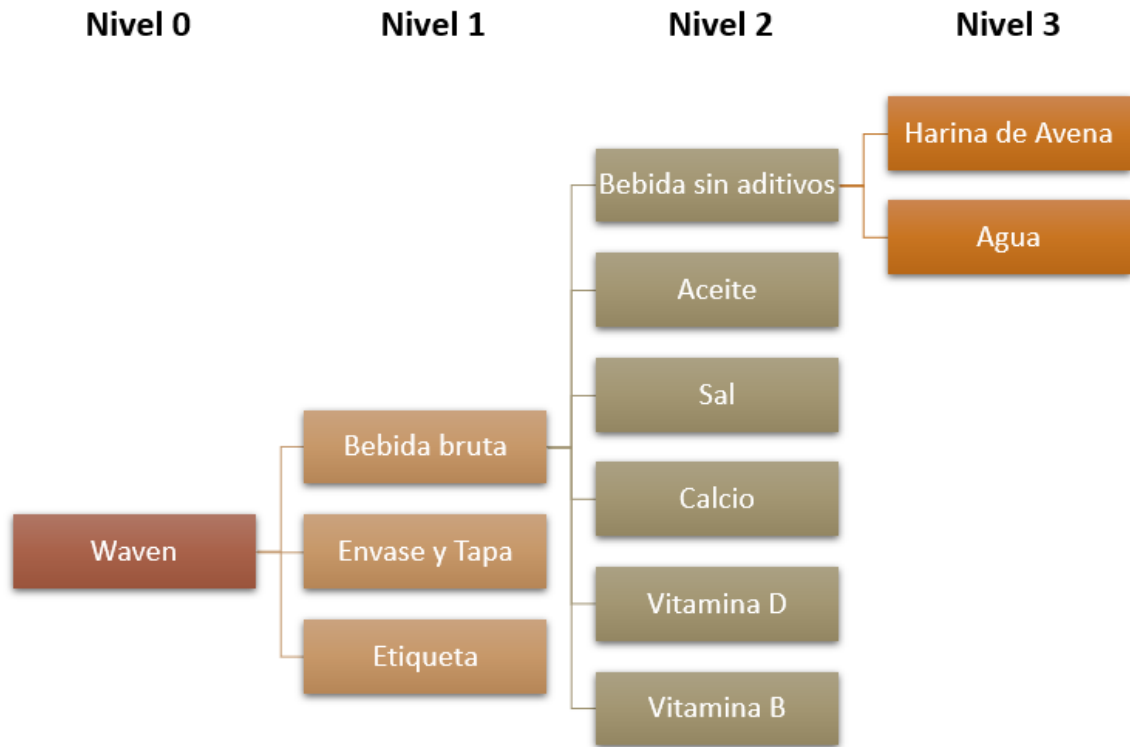 Nivel 0
Nivel 1
Nivel 2
Nivel 3
Harina de Avena
Bebida sin aditivos
Agua
Aceite
Sal
Bebida bruta
Calcio
Waven
Envase y Tapa
Vitamina D
Etiqueta
Vitamina B